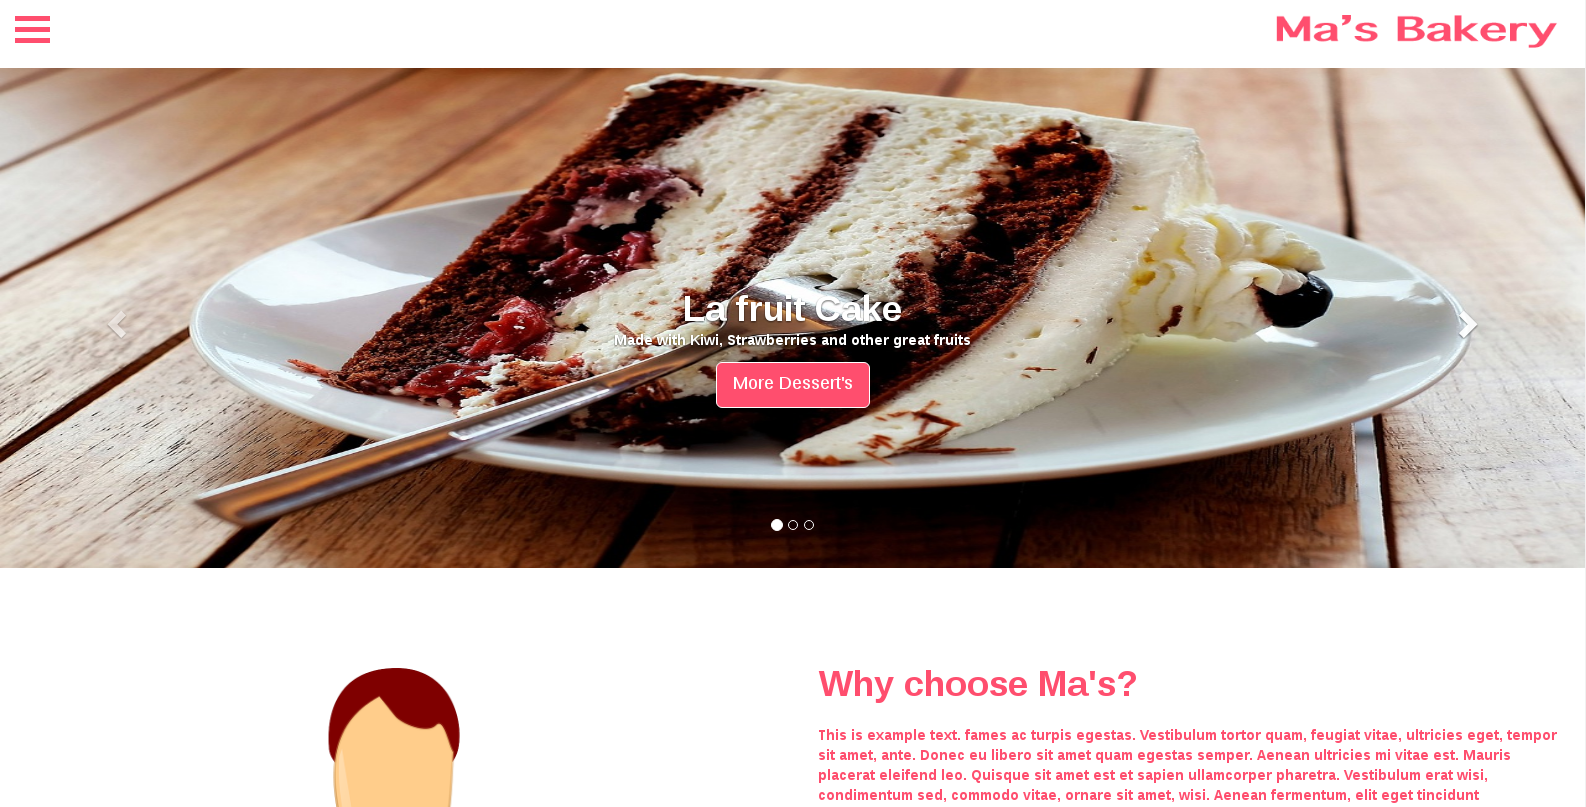 Ma's Bakery
La fruit Cake
Made with Kiwi, Strawberries and other great fruits
More Dessert's
Why choose Ma's?
This is example text. fames ac turpis egestas. Vestibulum tortor quam, feugiat vitae, ultricies eget, tempor
sit amet, ante. Donec eu libero sit amet quam egestas semper. Aenean ultricies mi vitae est. Mauris
placerat eleifend leo. Quisque sit amet est et sapien ullamcorper pharetra. Vestibulum erat wisi,
condimentum sed, commodo vitae, ornare sit amet, wisi. Aenean fermentum, elit eget tincidunt